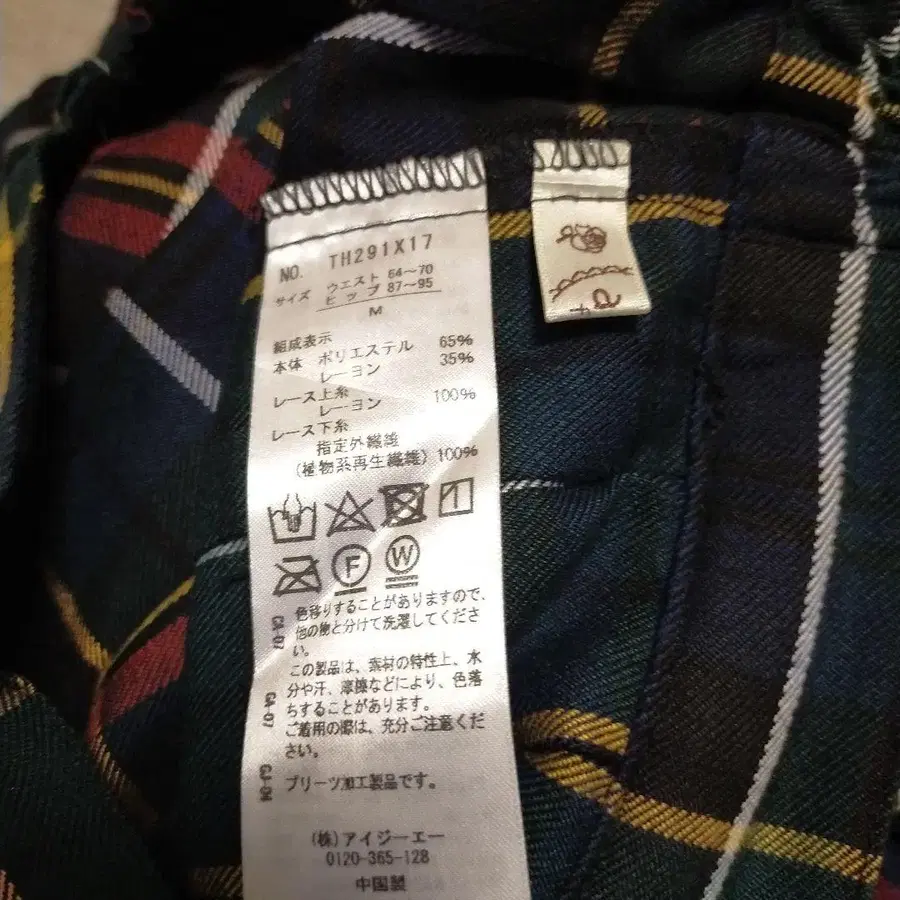 NO. TH291X17
サイズ ウエスト 64～70
ヒップ 87～95
M
組成表示
本体 ポリエステル 65%
レーヨン 35%
レース上糸
レーヨン 100%
レース下糸
指定外繊維
(植物系再生繊維) 100%
F W
CA-07 色移りすることがありますので、
他の物と分けて洗濯してくださ
い。
GA-07 この製品は、素材の特性上、水
分や汗、摩擦などにより、色落
ちすることがあります。
ご着用の際は、充分ご注意くだ
さい。
GA-04 プリーツ加工製品です。
(株)アイジーエー
0120-365-128
中国製